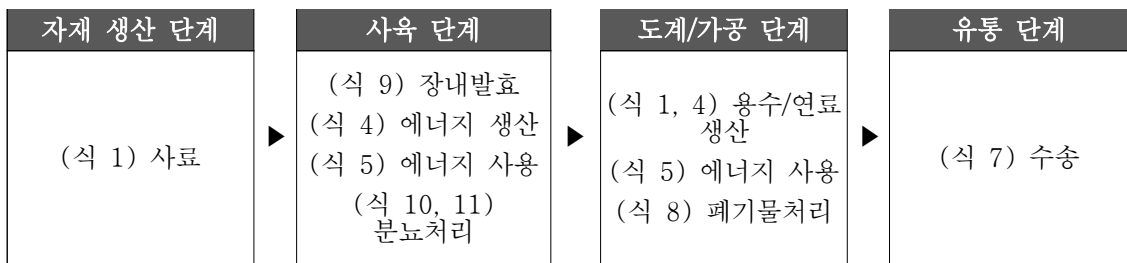 자재 생산 단계
(식 1) 사료
▶
사육 단계
(식 9) 장내발효
(식 4) 에너지 생산
(식 5) 에너지 사용
(식 10, 11)
분뇨처리
▶
도계/가공 단계
(식 1, 4) 용수/연료
생산
(식 5) 에너지 사용
(식 8) 폐기물처리
▶
유통 단계
(식 7) 수송